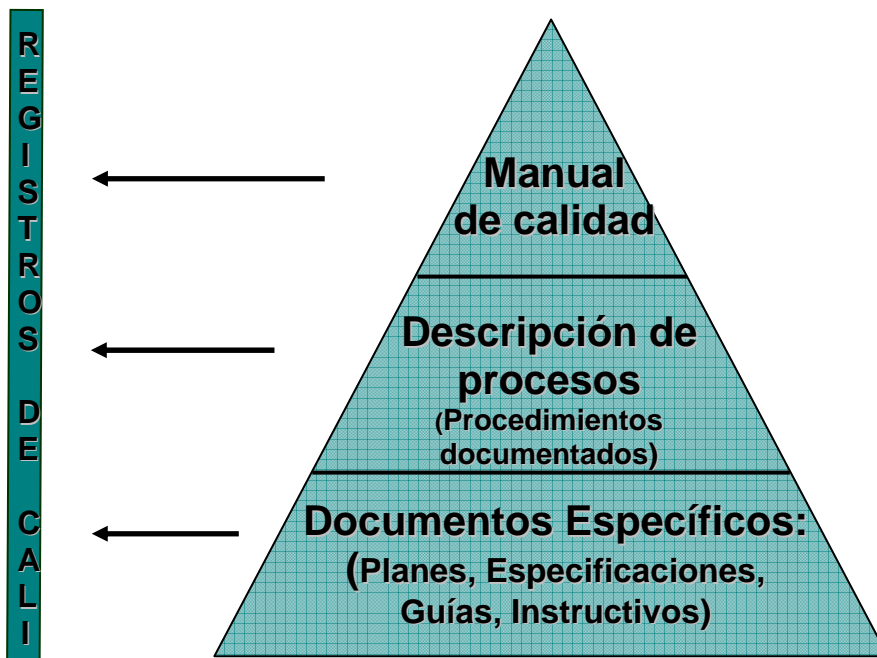 REGISTROS DE CALI
Manual
de calidad
Descripción de
procesos
(Procedimientos
documentados)
Documentos Específicos:
(Planes, Especificaciones,
Guías, Instructivos)